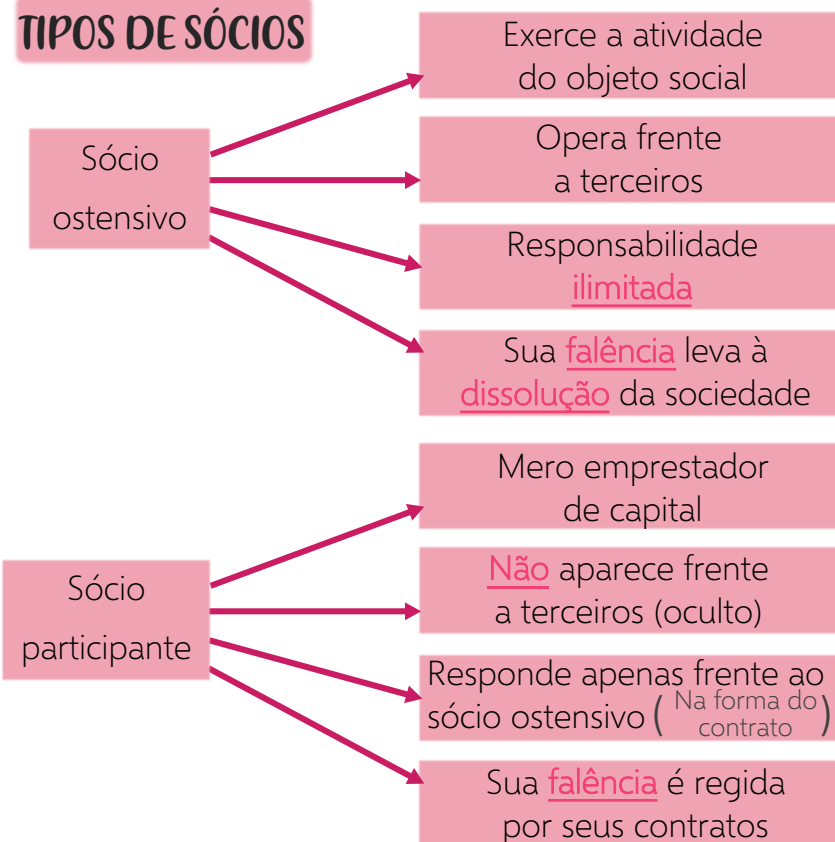 TIPOS DE SÓCIOS
Sócio
ostensivo
Exerce a atividade
do objeto social
Opera frente
a terceiros
Responsabilidade
ilimitada
Sua falência leva à
dissolução da sociedade
Sócio
participante
Mero emprestador
de capital
Não aparece frente
a terceiros (oculto)
Responde apenas frente ao
sócio ostensivo (Na forma do
contrato)
Sua falência é regida
por seus contratos